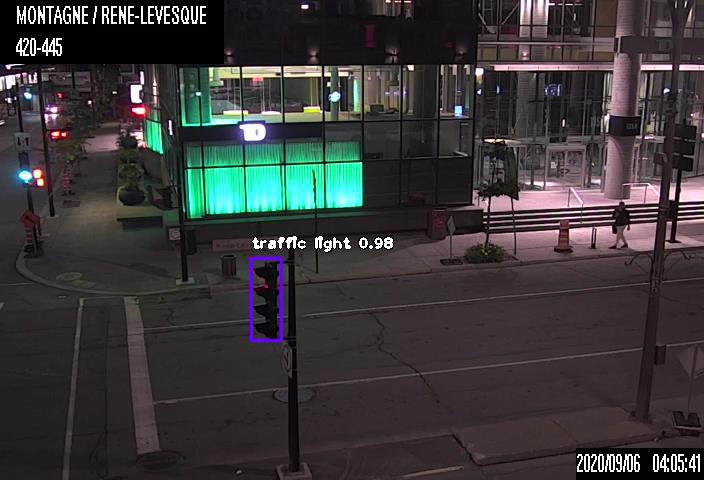 MONTAGNE / RENE-LEVESQUE
420-445
TD
traffic light 0.98
2020/09/06 04:05:41